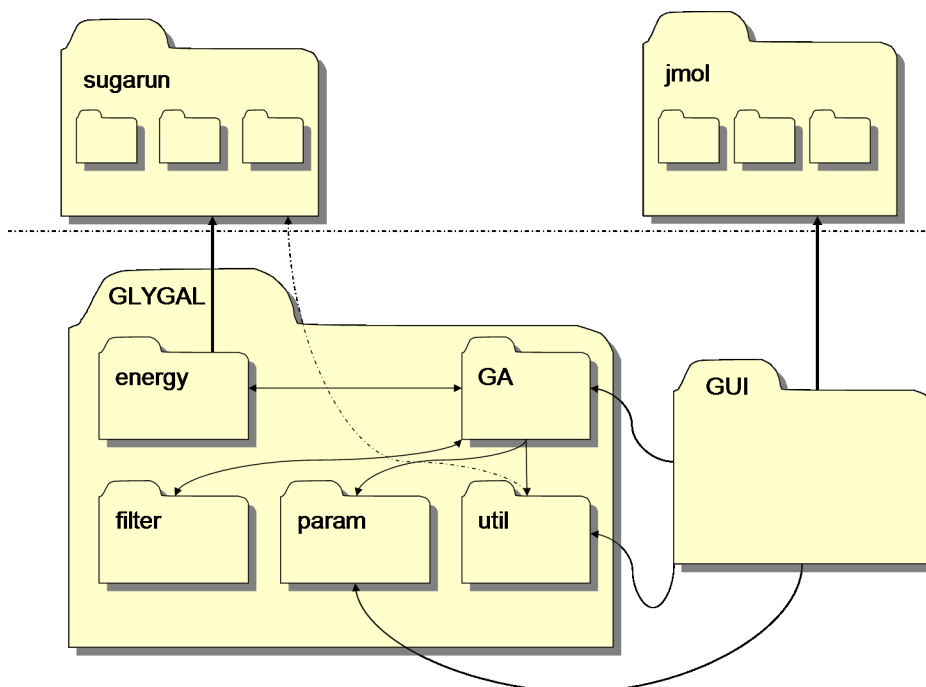 sugarun
jmol
GLYGAL
energy
GA
GUI
filter
param
util